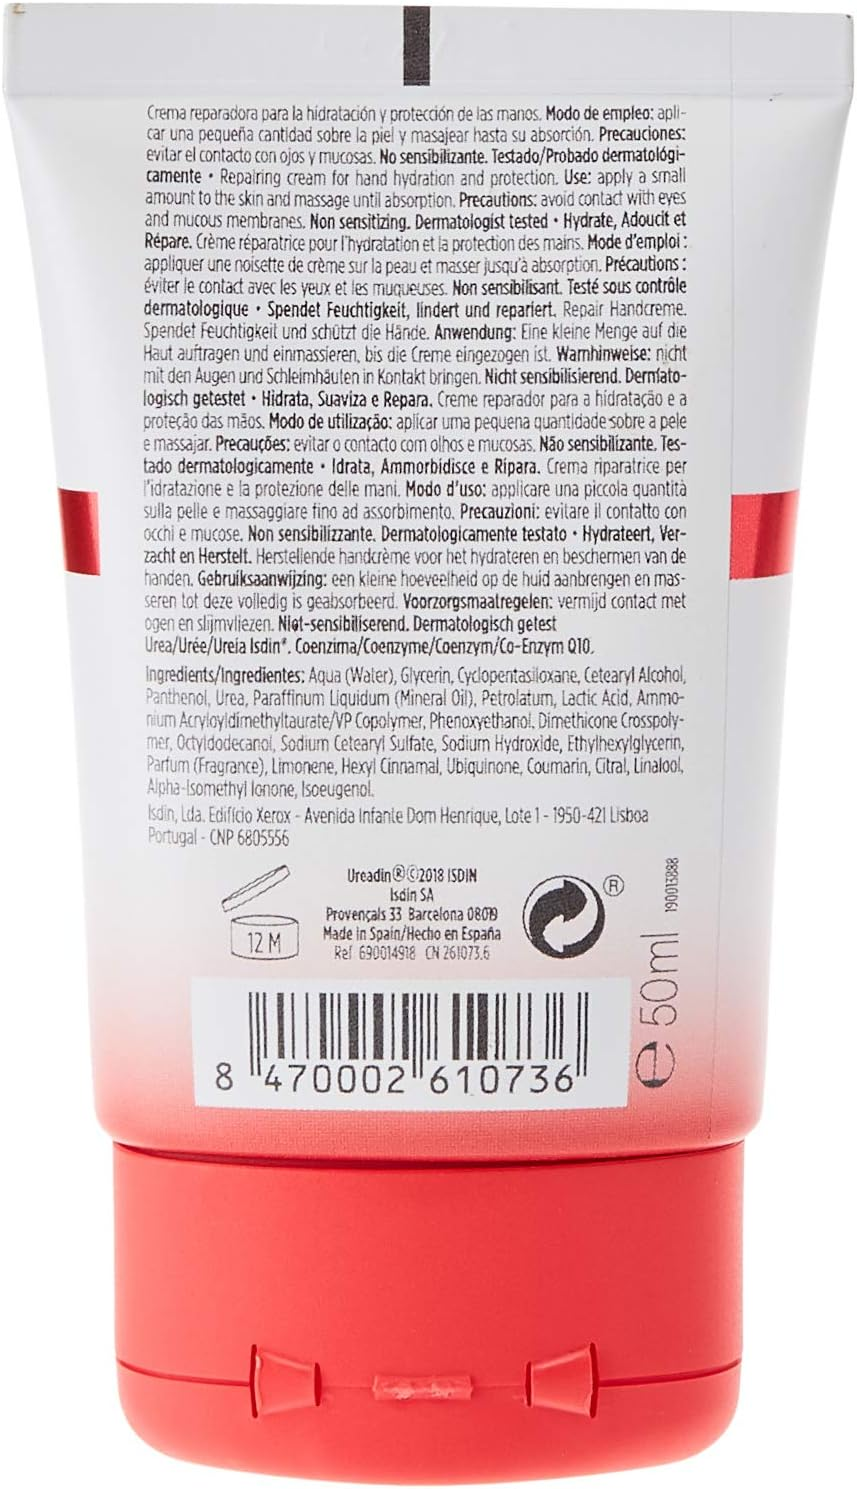 Crema reparadora para la hidratación y protección de las manos. Modo de empleo: apli-
car una pequeña cantidad sobre la piel y masajear hasta su absorción. Precauciones:
evitar el contacto con ojos y mucosas. No sensibilizante. Testado/Probado dermatológi-
camente • Repairing cream for hand hydration and protection. Use: apply a small
amount to the skin and massage until absorption. Precautions: avoid contact with eyes
and mucous membranes. Non sensitizing. Dermatologist tested • Hydrate, Adoucit et
Répare. Crème réparatrice pour l'hydratation et la protection des mains. Mode d'emploi :
appliquer une noisette de crème sur la peau et masser jusqu'à absorption. Précautions :
éviter le contact avec les yeux et les muqueuses. Non sensibilisant. Testé sous contrôle
dermatologique • Spendet Feuchtigkeit, lindert und repariert. Repair Handcreme.
Spendet Feuchtigkeit und schützt die Hände. Anwendung: Eine kleine Menge auf die
Haut auftragen und einmassieren, bis die Creme eingezogen ist. Warnhinweise: nicht
mit den Augen und Schleimhäuten in Kontakt bringen. Nicht sensibilisierend. Dermato-
logisch getestet • Hidrata, Suaviza e Repara. Creme reparador para a hidratação e a
proteção das mãos. Modo de utilização: aplicar uma pequena quantidade sobre a pele
e massajar. Precauções: evitar o contacto com olhos e mucosas. Não sensibilizante. Tes-
tado dermatologicamente • Idrata, Ammorbidisce e Ripara. Crema riparatrice per
l'idratazione e la protezione delle mani. Modo d'uso: applicare una piccola quantità
sulla pelle e massaggiare fino ad assorbimento. Precauzioni: evitare il contatto con
occhi e mucose. Non sensibilizzante. Dermatologicamente testato • Hydrateert, Ver-
zacht en Herstelt. Herstellende handcrème voor het hydrateren en beschermen van de
handen. Gebruiksaanwijzing: een kleine hoeveelheid op de huid aanbrengen en mas-
seren tot deze volledig is geabsorbeerd. Voorzorgsmaatregelen: vermijd contact met
ogen en slijmvliezen. Niet-sensibiliserend. Dermatologisch getest
Urea/Urée/Ureia Isdin®. Coenzima/Coenzyme/Coenzym/Co-Enzym Q10.
Ingredients/Ingredientes: Aqua (Water), Glycerin, Cyclopentasiloxane, Cetearyl Alcohol,
Panthenol, Urea, Paraffinum Liquidum (Mineral Oil), Petrolatum, Lactic Acid, Ammo-
nium Acryloyldimethyltaurate/VP Copolymer, Phenoxyethanol, Dimethicone Crosspoly-
mer, Octyldodecanol, Sodium Cetearyl Sulfate, Sodium Hydroxide, Ethylhexylglycerin,
Parfum (Fragrance), Limonene, Hexyl Cinnamal, Ubiquinone, Coumarin, Citral, Linalool,
Alpha-Isomethyl Ionone, Isoeugenol.
Isdin, Lda. Edifício Xerox - Avenida Infante Dom Henrique, Lote 1 - 1950-421 Lisboa
Portugal - CNP 6805556
Ureadin®©2018 ISDIN
Isdin SA
Provençals 33 Barcelona 08019
Made in Spain/Hecho en España
Ref 690014918 CN 261073.6
12 M
®
190013888
e 50ml
8 470002 610736